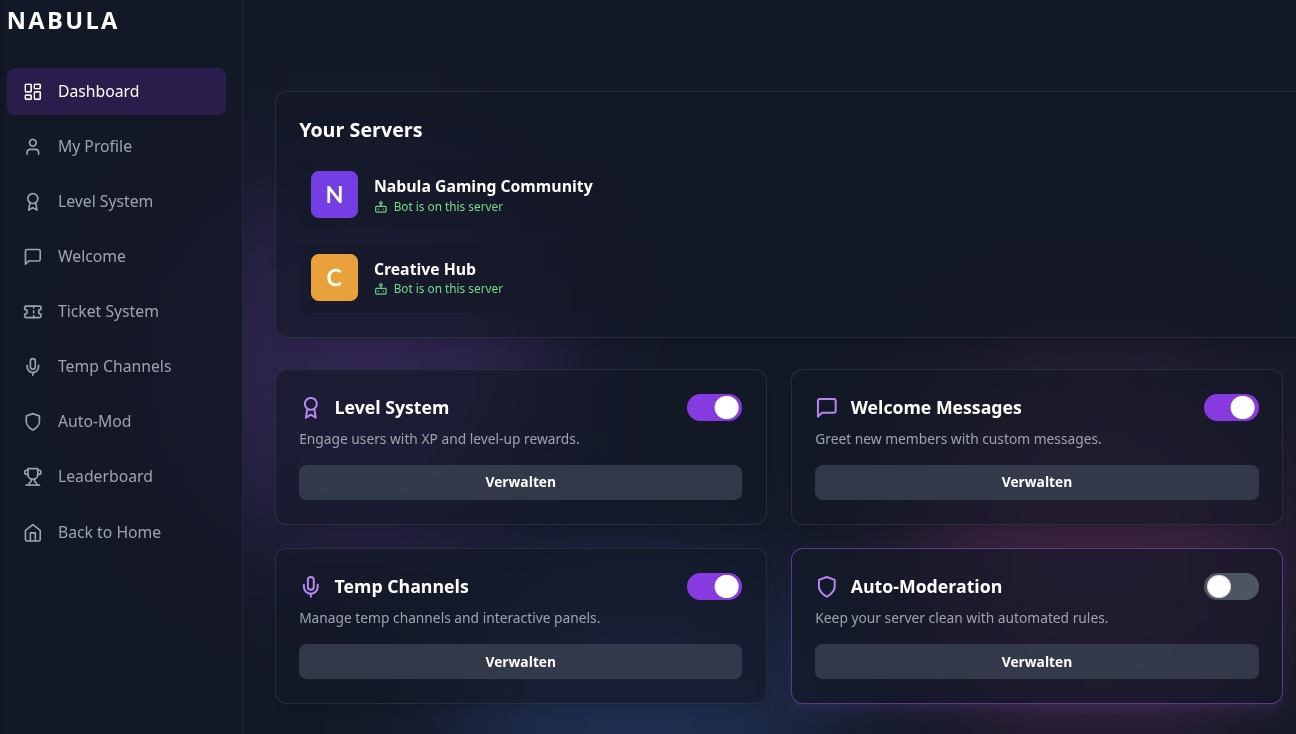 NABULA
Dashboard
My Profile
Level System
Welcome
Ticket System
Temp Channels
Auto-Mod
Leaderboard
Back to Home
Your Servers
N
Nabula Gaming Community
Bot is on this server
C
Creative Hub
Bot is on this server
Level System
Engage users with XP and level-up rewards.
Verwalten
Welcome Messages
Greet new members with custom messages.
Verwalten
Temp Channels
Manage temp channels and interactive panels.
Verwalten
Auto-Moderation
Keep your server clean with automated rules.
Verwalten